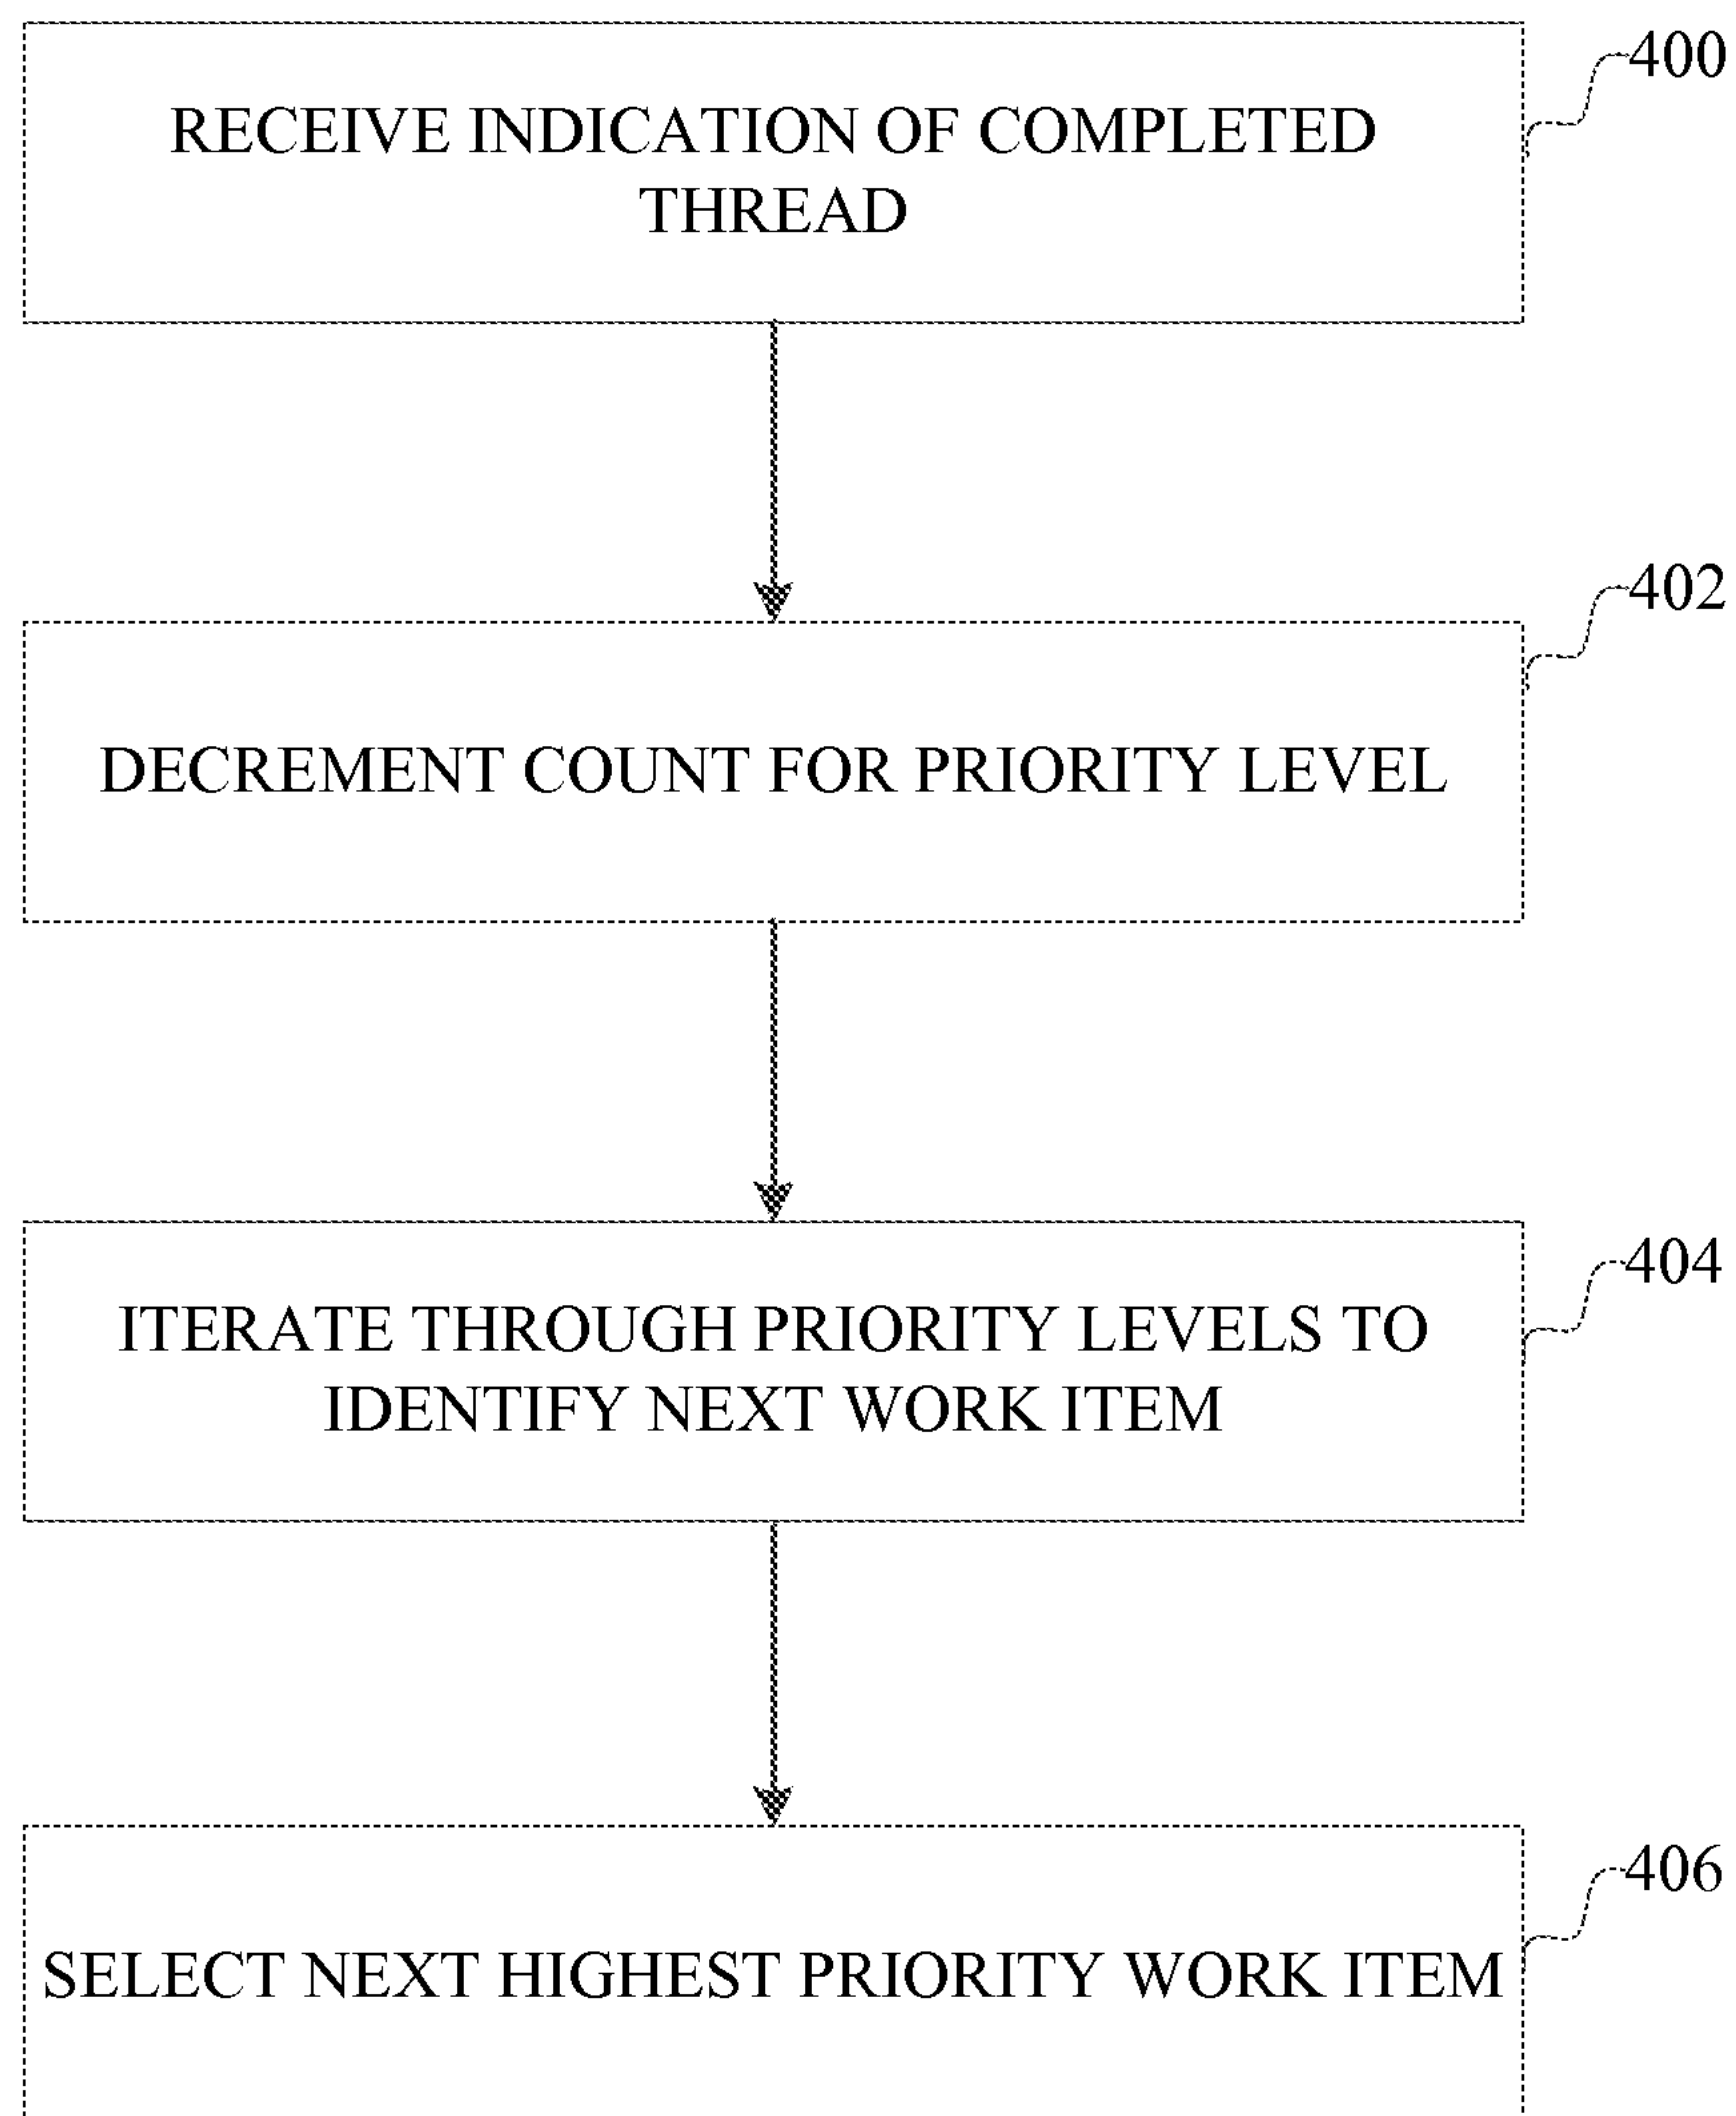 400
RECEIVE INDICATION OF COMPLETED
THREAD
402
DECREMENT COUNT FOR PRIORITY LEVEL
404
ITERATE THROUGH PRIORITY LEVELS TO
IDENTIFY NEXT WORK ITEM
406
SELECT NEXT HIGHEST PRIORITY WORK ITEM